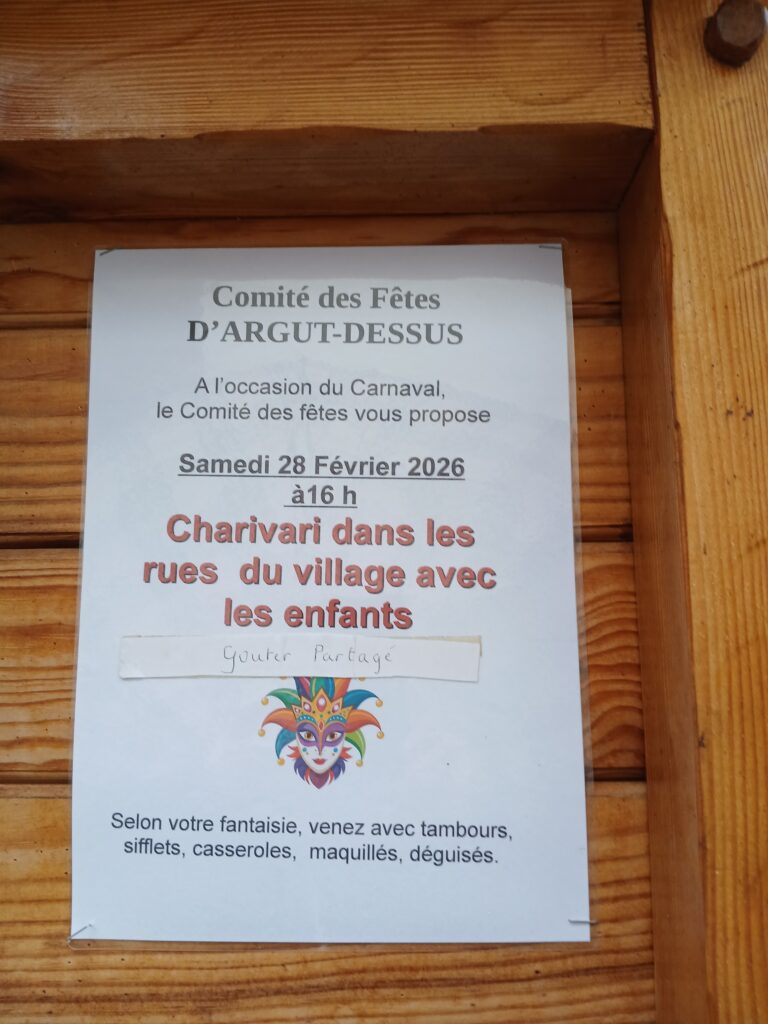 Comité des Fêtes
D’ARGUT-DESSUS
A l’occasion du Carnaval,
le Comité des fêtes vous propose
Samedi 28 Février 2026
à16 h
Charivari dans les
rues du village avec
les enfants
Gouter Partagé
Selon votre fantaisie, venez avec tambours,
sifflets, casseroles, maquillés, déguisés.